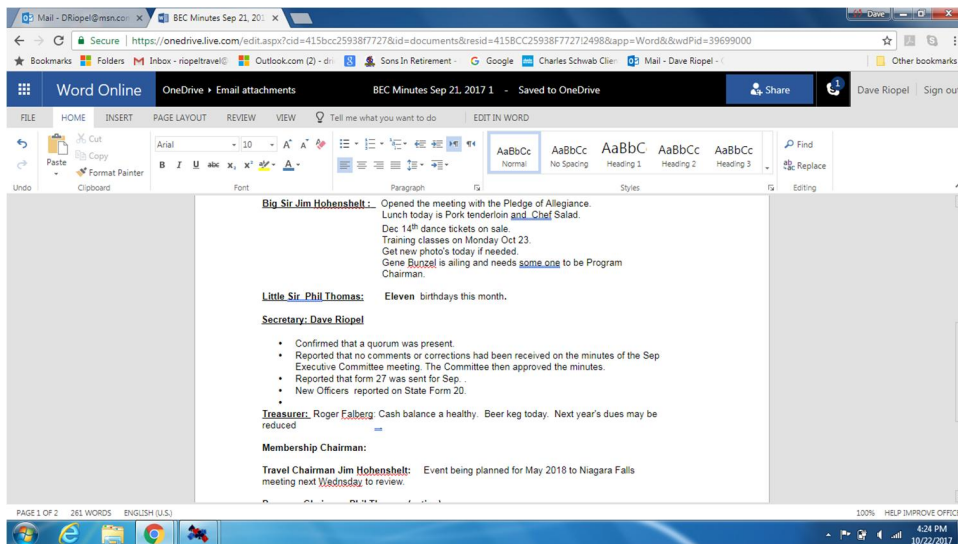 Mail - DRiopel@msn.con
BEC Minutes Sep 21, 201
Dave
Secure | https://onedrive.live.com/edit.aspx?cid=415bcc25938f7727&id=documents&resid=415BCC25938F7727!2498&app=Word&&wdPid=39699000
Bookmarks Folders Inbox - riopeltravel@ Outlook.com (2) - dri Sons In Retirement - Google Charles Schwab Clien Mail - Dave Riopel - Other bookmarks
Word Online OneDrive ▸ Email attachments BEC Minutes Sep 21, 2017 1 - Saved to OneDrive Share 1 Dave Riopel Sign ou
FILE HOME INSERT PAGE LAYOUT REVIEW VIEW Tell me what you want to do EDIT IN WORD
Cut
Copy
Paste
Format Painter
Arial 10
B I U abc
AaBbCc AaBbCc AaBbC AaBbCc AaBbCc
Normal No Spacing Heading 1 Heading 2 Heading 3
Find
Replace
Undo Clipboard Font Paragraph Styles Editing
Big Sir Jim Hohenshelt : Opened the meeting with the Pledge of Allegiance.
Lunch today is Pork tenderloin and Chef Salad.
Dec 14th dance tickets on sale.
Training classes on Monday Oct 23.
Get new photo's today if needed.
Gene Bunzel is ailing and needs some one to be Program
Chairman.
Little Sir Phil Thomas: Eleven birthdays this month.
Secretary: Dave Riopel
• Confirmed that a quorum was present.
• Reported that no comments or corrections had been received on the minutes of the Sep
Executive Committee meeting. The Committee then approved the minutes.
• Reported that form 27 was sent for Sep. .
• New Officers reported on State Form 20.
•
Treasurer: Roger Falberg: Cash balance a healthy. Beer keg today. Next year's dues may be
reduced
Membership Chairman:
Travel Chairman Jim Hohenshelt: Event being planned for May 2018 to Niagara Falls
meeting next Wednsday to review.
PAGE 1 OF 2 261 WORDS ENGLISH (U.S.) 100% HELP IMPROVE OFFIC
4:24 PM
10/22/2017